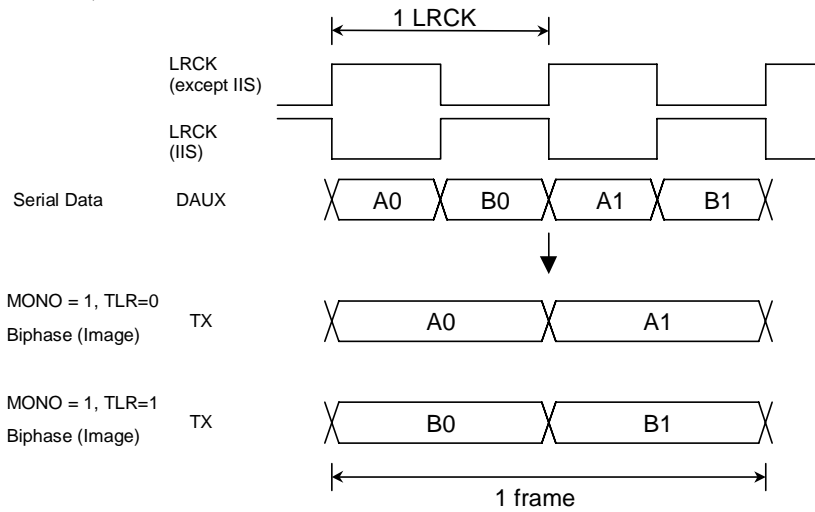 1 LRCK
LRCK
(except IIS)
LRCK
(IIS)
Serial Data DAUX A0 B0 A1 B1
MONO = 1, TLR=0
Biphase (Image) TX A0 A1
MONO = 1, TLR=1
Biphase (Image) TX B0 B1
1 frame